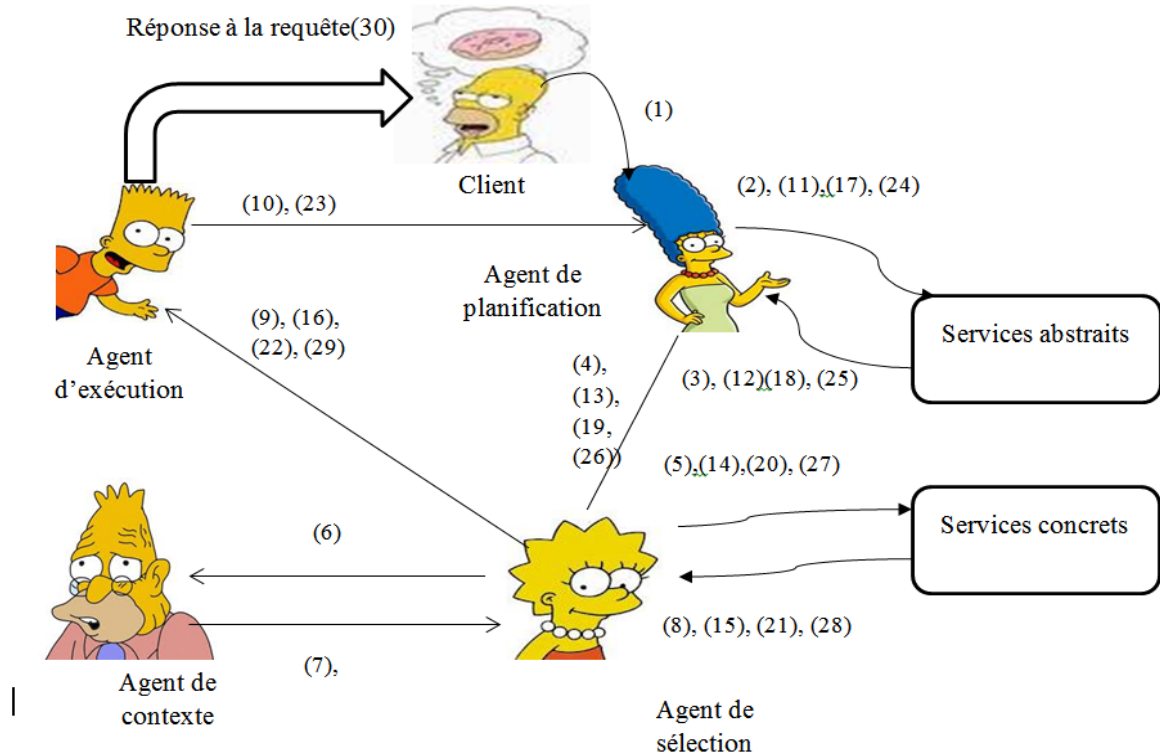 Réponse à la requête(30)
(1)
Client
(2), (11),(17), (24)
(10), (23)
Agent de
planification
Services abstraits
(9), (16),
(22), (29)
Agent
d’exécution
(4),
(13),
(19,
(26))
(3), (12)(18), (25)
(5),(14),(20), (27)
Services concrets
(6)
(8), (15), (21), (28)
(7),
Agent de
contexte
Agent de
sélection